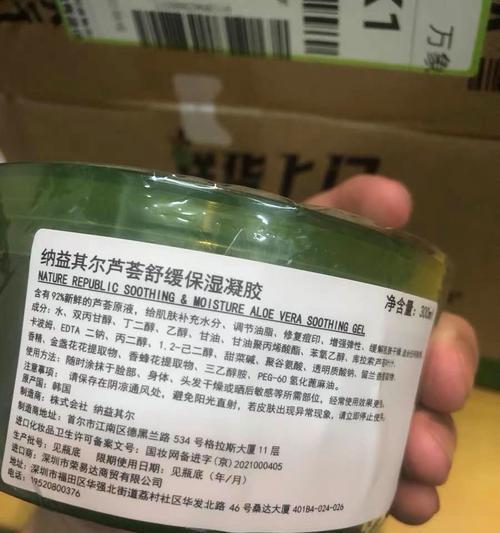 K1
万象
鲜华上门
纳益其尔芦荟舒缓保湿凝胶
净含量: 300ml
NATURE REPUBLIC SOOTHING & MOISTURE ALOE VERA SOOTHING GEL
含有92%新鲜的芦荟原液，给肌肤补充水分、调节油脂、修复痘印、增强弹性、缓解肌肤干燥
成分: 水、双丙甘醇、丁二醇、乙醇、甘油、甘油聚丙烯酸酯、苯氧乙醇、库拉索芦荟叶汁、
卡波姆、EDTA 二钠、丙二醇、1.2-己二醇、甜菜碱、聚谷氨酸、透明质酸钠、
香精、金盏花花提取物、香蜂花提取物、三乙醇胺、PEG-60 氢化蓖麻油。
使用方法: 随时涂抹于脸部、身体、头发干燥或晒后敏感等所需部位，经常使用效果
注意事项: 请保存在阴凉通风处，避免阳光直射，若皮肤出现异常现象，请立即停止使用。
原产国: 韩国
制造商: 株式会社 纳益其尔
制造商地址: 首尔市江南区德黑兰路 534 号格拉斯大厦 11 层
进口化妆品卫生许可备案文号: 国妆网备进字 (京) 2021000405
生产批号: 见瓶底 限期使用日期: 见瓶底 (年/月)
进口商: 深圳市荣易达商贸有限公司
地址: 深圳市福田区华强北街道荔村社区华发北路 46 号桑达大厦 401B4-024-026
19520800376